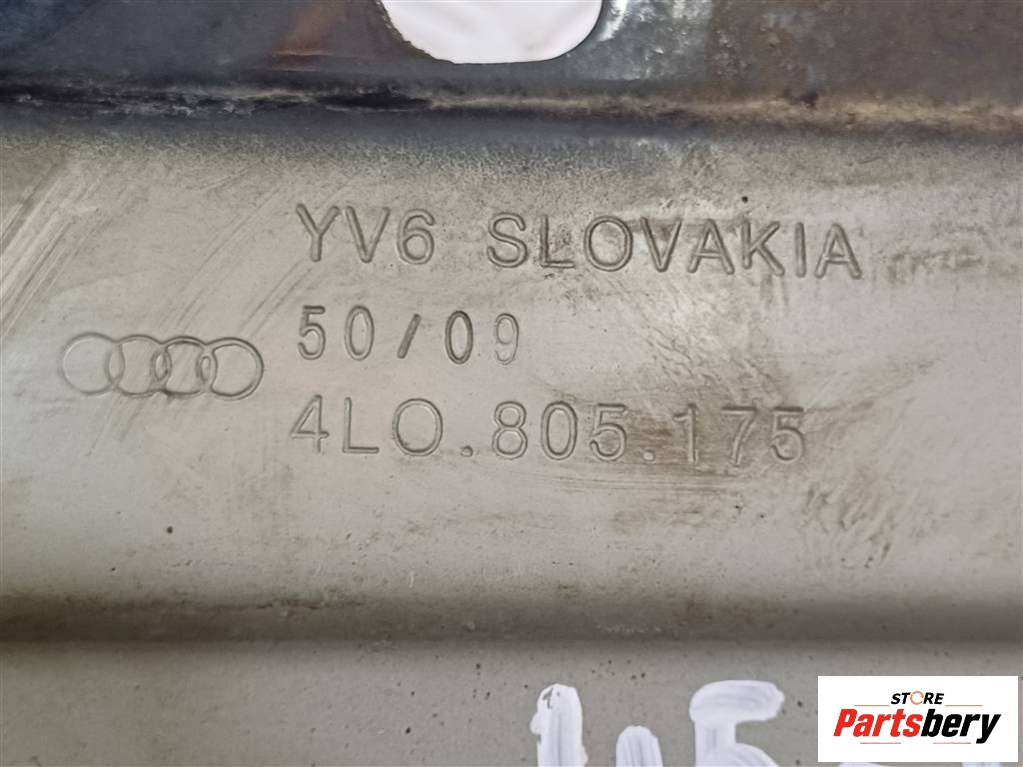 YV6 SLOVAKIA
50/09
4L0.805.175
STORE
Partsbery